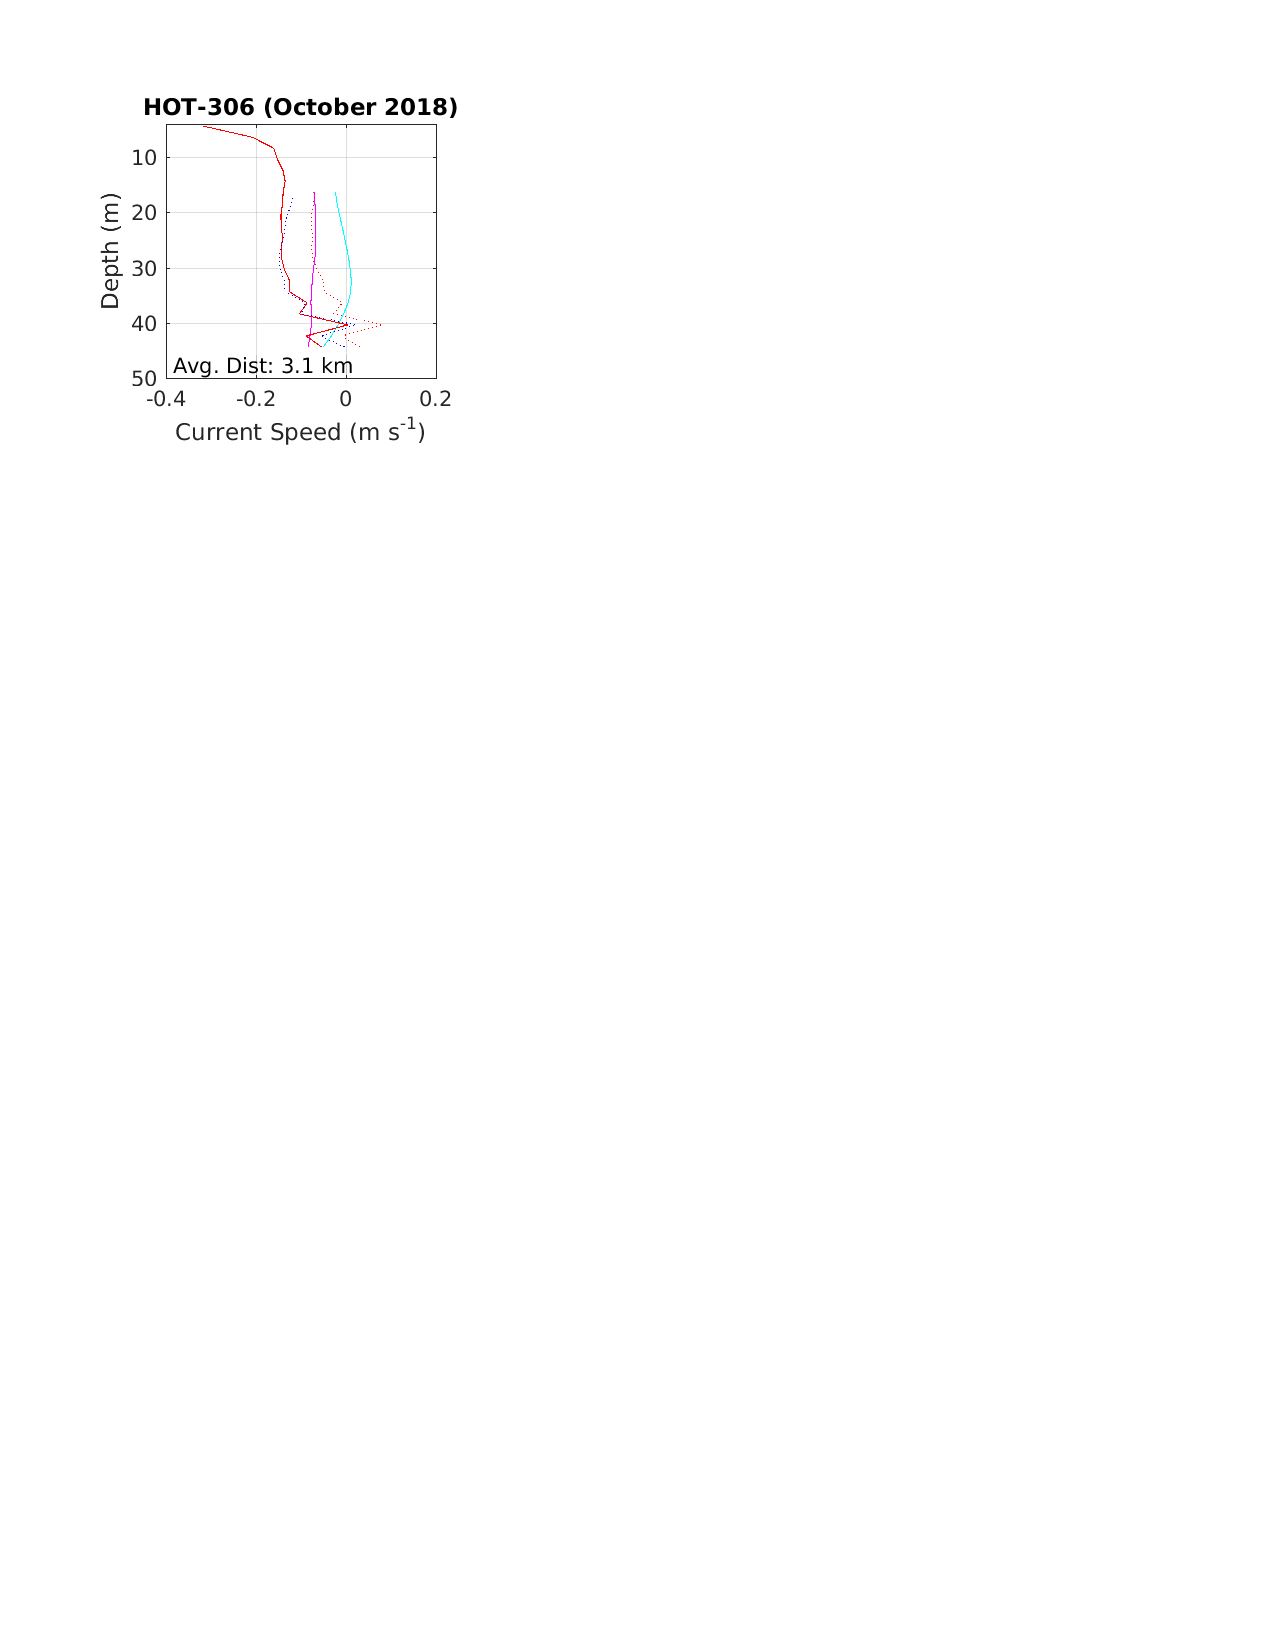 HOT-306 (October 2018)
Depth (m)
10
20
30
40
50
Avg. Dist: 3.1 km
-0.4 -0.2 0 0.2
Current Speed (m s-1)